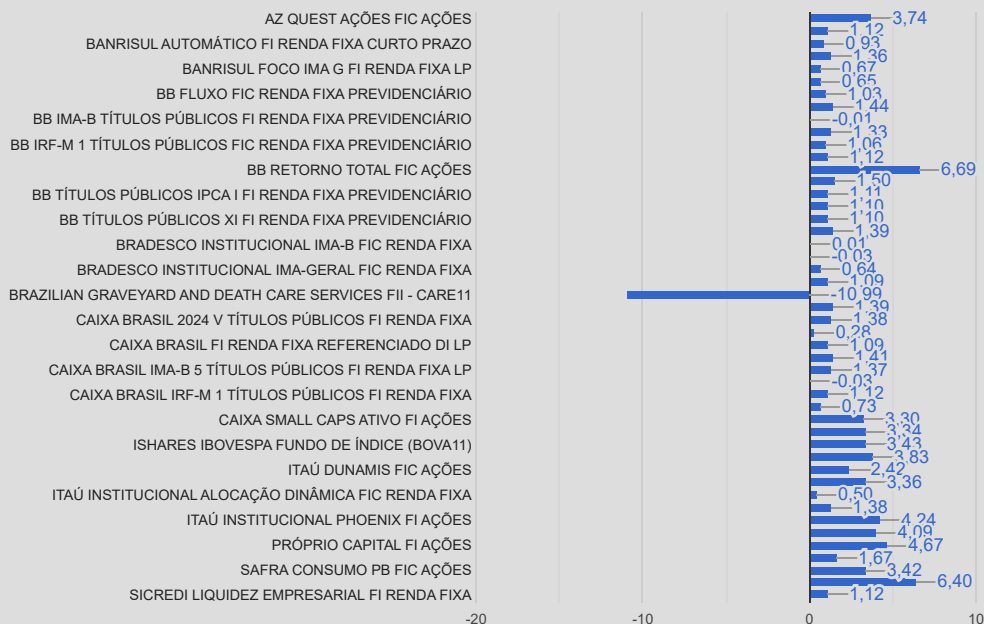 AZ QUEST AÇÕES FIC AÇÕES 3,74
1,12
BANRISUL AUTOMÁTICO FI RENDA FIXA CURTO PRAZO 0,93
1,36
BANRISUL FOCO IMA G FI RENDA FIXA LP 0,67
0,65
BB FLUXO FIC RENDA FIXA PREVIDENCIÁRIO 1,03
1,44
BB IMA-B TÍTULOS PÚBLICOS FI RENDA FIXA PREVIDENCIÁRIO -0,01
1,33
BB IRF-M 1 TÍTULOS PÚBLICOS FIC RENDA FIXA PREVIDENCIÁRIO 1,06
1,12
BB RETORNO TOTAL FIC AÇÕES 6,69
1,50
BB TÍTULOS PÚBLICOS IPCA I FI RENDA FIXA PREVIDENCIÁRIO 1,11
1,10
BB TÍTULOS PÚBLICOS XI FI RENDA FIXA PREVIDENCIÁRIO 1,10
1,39
BRADESCO INSTITUCIONAL IMA-B FIC RENDA FIXA 0,01
-0,03
BRADESCO INSTITUCIONAL IMA-GERAL FIC RENDA FIXA 0,64
1,09
BRAZILIAN GRAVEYARD AND DEATH CARE SERVICES FII - CARE11 -10,99
1,39
CAIXA BRASIL 2024 V TÍTULOS PÚBLICOS FI RENDA FIXA 1,38
0,28
CAIXA BRASIL FI RENDA FIXA REFERENCIADO DI LP 1,09
1,41
CAIXA BRASIL IMA-B 5 TÍTULOS PÚBLICOS FI RENDA FIXA LP 1,37
-0,03
CAIXA BRASIL IRF-M 1 TÍTULOS PÚBLICOS FI RENDA FIXA 1,12
0,73
CAIXA SMALL CAPS ATIVO FI AÇÕES 3,30
3,34
ISHARES IBOVESPA FUNDO DE ÍNDICE (BOVA11) 3,43
3,83
ITAÚ DUNAMIS FIC AÇÕES 2,42
3,36
ITAÚ INSTITUCIONAL ALOCAÇÃO DINÂMICA FIC RENDA FIXA 0,50
1,38
ITAÚ INSTITUCIONAL PHOENIX FI AÇÕES 4,24
4,09
PRÓPRIO CAPITAL FI AÇÕES 4,67
1,67
SAFRA CONSUMO PB FIC AÇÕES 3,42
6,40
SICREDI LIQUIDEZ EMPRESARIAL FI RENDA FIXA 1,12
-20 -10 0 10